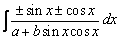 ∫ (± sin x ± cos x)/(a + b sin x cos x) dx